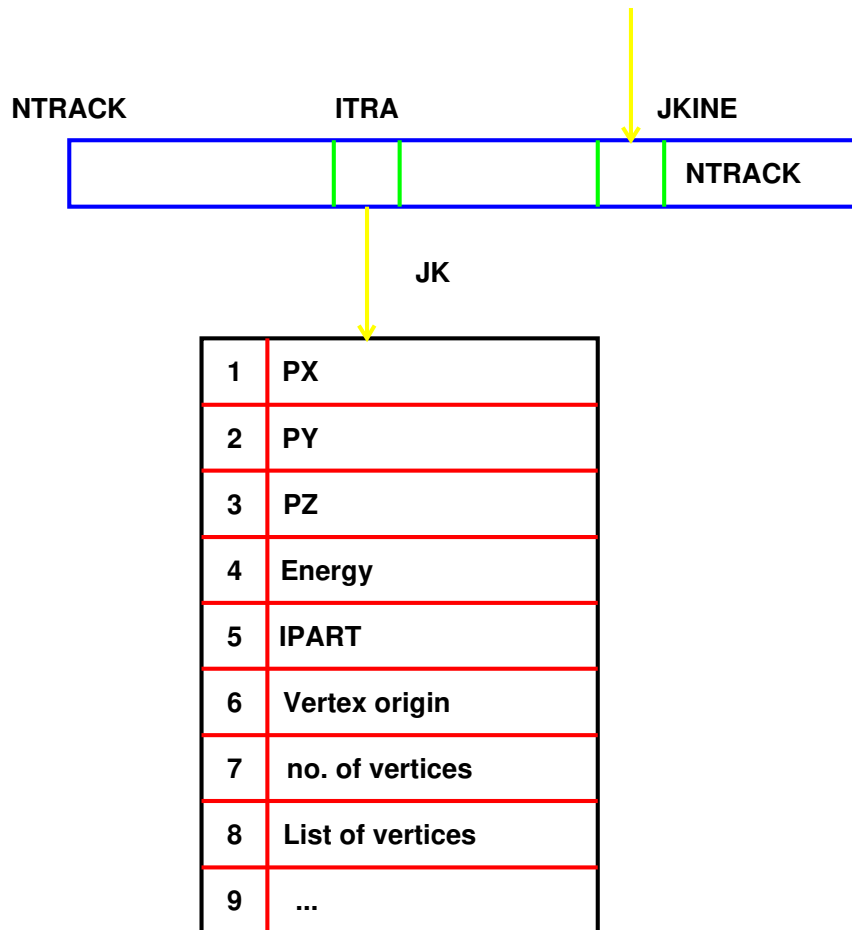 NTRACK ITRA JKINE
NTRACK
JK
1 PX
2 PY
3 PZ
4 Energy
5 IPART
6 Vertex origin
7 no. of vertices
8 List of vertices
9 ...